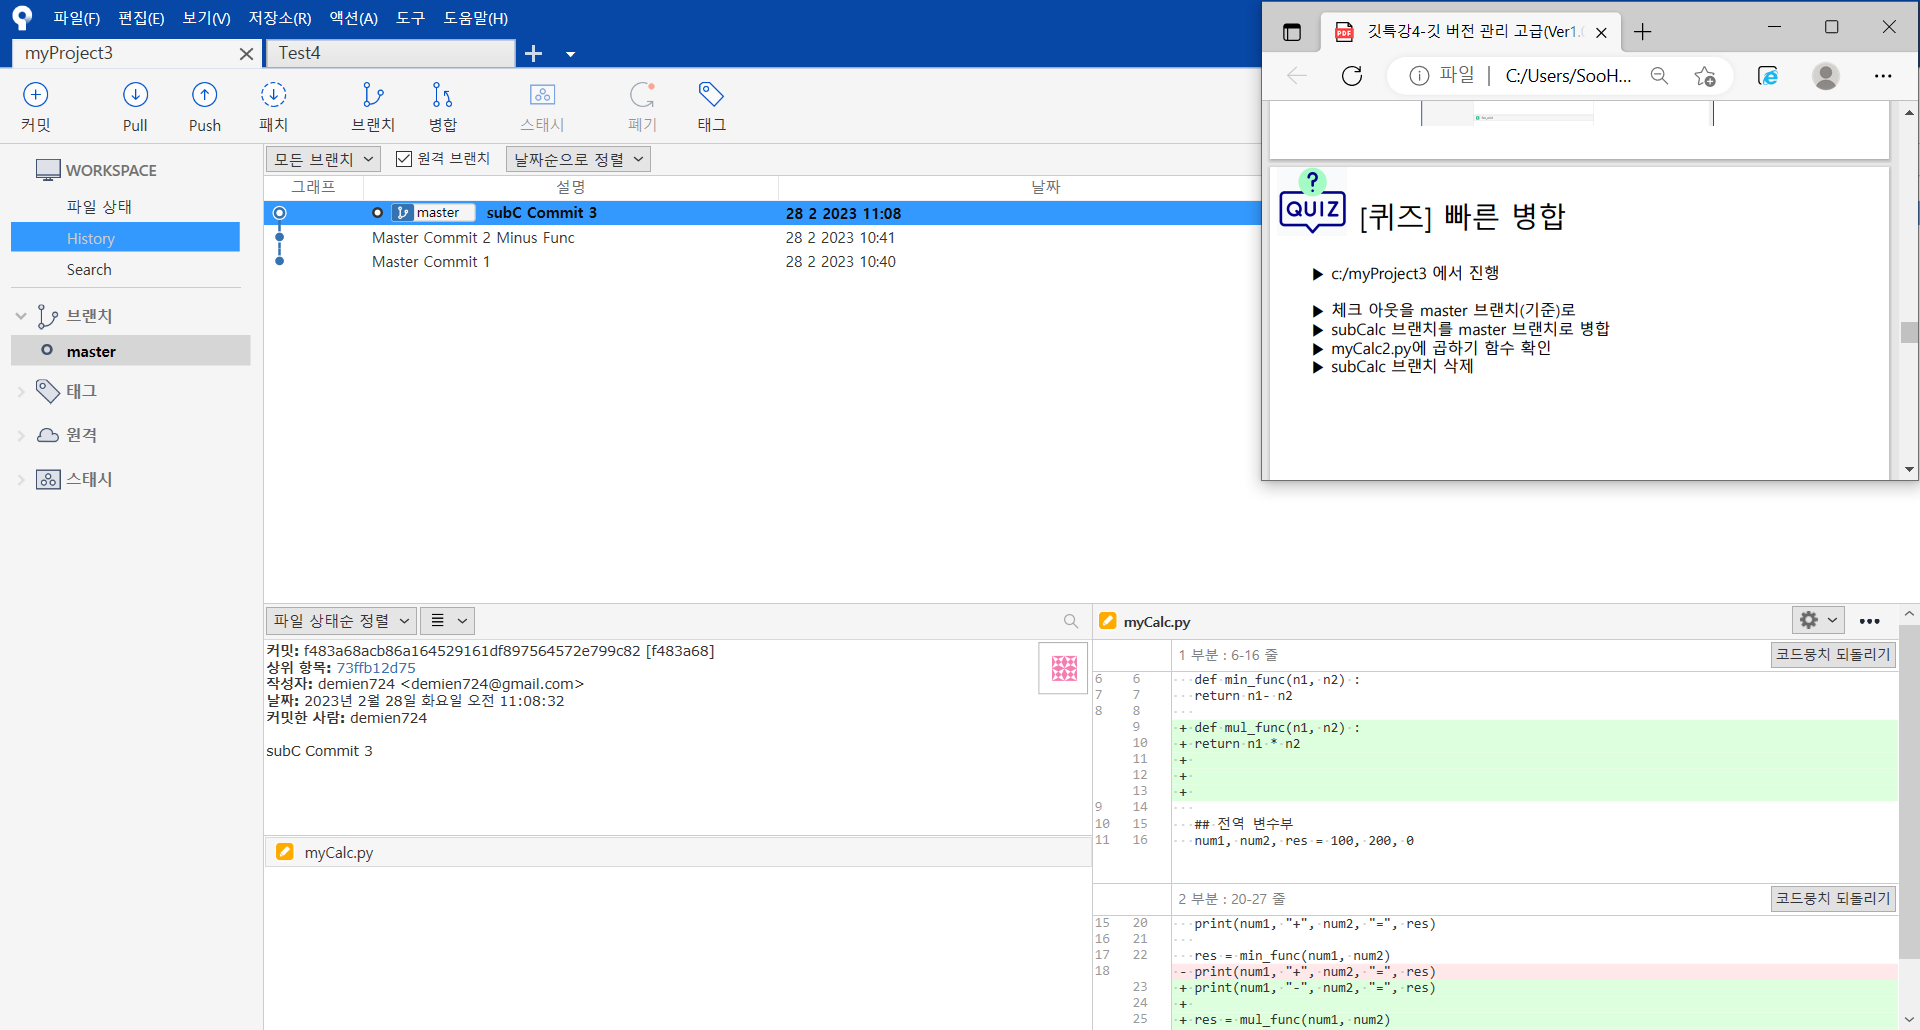 파일(F) 편집(E) 보기(V) 저장소(R) 액션(A) 도구 도움말(H)
myProject3
Test4
커밋
Pull
Push
패치
브랜치
병합
스태시
폐기
태그
WORKSPACE
파일 상태
History
Search
브랜치
master
태그
원격
스태시
모든 브랜치
원격 브랜치
날짜순으로 정렬
그래프 설명 날짜
master subC Commit 3 28 2 2023 11:08
Master Commit 2 Minus Func 28 2 2023 10:41
Master Commit 1 28 2 2023 10:40
PDF
깃특강4-깃 버전 관리 고급(Ver1.
파일
C:/Users/SooH...
?
QUIZ
[퀴즈] 빠른 병합
▶ c:/myProject3 에서 진행
▶ 체크 아웃을 master 브랜치(기준)로
▶ subCalc 브랜치를 master 브랜치로 병합
▶ myCalc2.py에 곱하기 함수 확인
▶ subCalc 브랜치 삭제
파일 상태순 정렬
커밋: f483a68acb86a164529161df897564572e799c82 [f483a68]
상위 항목: 73ffb12d75
작성자: demien724 <demien724@gmail.com>
날짜: 2023년 2월 28일 화요일 오전 11:08:32
커밋한 사람: demien724
subC Commit 3
myCalc.py
myCalc.py
1 부분 : 6-16 줄
코드뭉치 되돌리기
6 6 def min_func(n1, n2) :
7 7 return n1- n2
8 8
9 + def mul_func(n1, n2) :
10 + return n1 * n2
11 +
12 +
13 +
9 14
10 15 ## 전역 변수부
11 16 num1, num2, res = 100, 200, 0
2 부분 : 20-27 줄
코드뭉치 되돌리기
15 20 print(num1, "+", num2, "=", res)
16 21
17 22 res = min_func(num1, num2)
18 - print(num1, "+", num2, "=", res)
23 + print(num1, "-", num2, "=", res)
24 +
25 + res = mul_func(num1, num2)